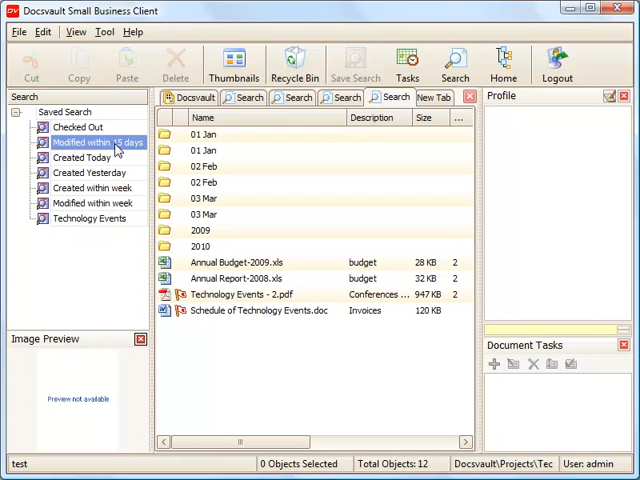 Docsvault Small Business Client
File Edit View Tool Help
Cut Copy Paste Delete Thumbnails Recycle Bin Save Search Tasks Search Home Logout
Search
Saved Search
Checked Out
Modified within 15 days
Created Today
Created Yesterday
Created within week
Modified within week
Technology Events
Image Preview
Preview not available
Docsvault Search Search Search Search New Tab
Name Description Size ...
01 Jan
01 Jan
02 Feb
02 Feb
03 Mar
03 Mar
2009
2010
Annual Budget-2009.xls budget 28 KB 2
Annual Report-2008.xls budget 32 KB 2
Technology Events - 2.pdf Conferences ... 947 KB 2
Schedule of Technology Events.doc Invoices 120 KB
Profile
Document Tasks
test 0 Objects Selected Total Objects: 12 Docsvault\Projects\Tec User: admin